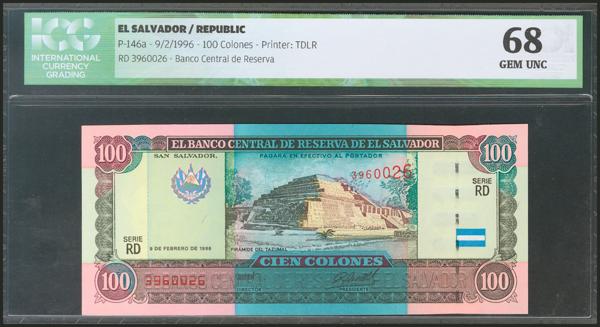 ICG
INTERNATIONAL
CURRENCY
GRADING
EL SALVADOR / REPUBLIC
P-146a - 9/2/1996 - 100 Colones - Printer: TDLR
RD 3960026 - Banco Central de Reserva
68
GEM UNC
EL BANCO CENTRAL DE RESERVA DE EL SALVADOR
100
SAN SALVADOR,
PAGARA EN EFECTIVO AL PORTADOR
100
3960026
SERIE
RD
SERIE
RD
9 DE FEBRERO DE 1996
PIRÁMIDE DEL TAZUMAL
CIEN COLONES
100
3960026
100
DIRECTOR
PRESIDENTE